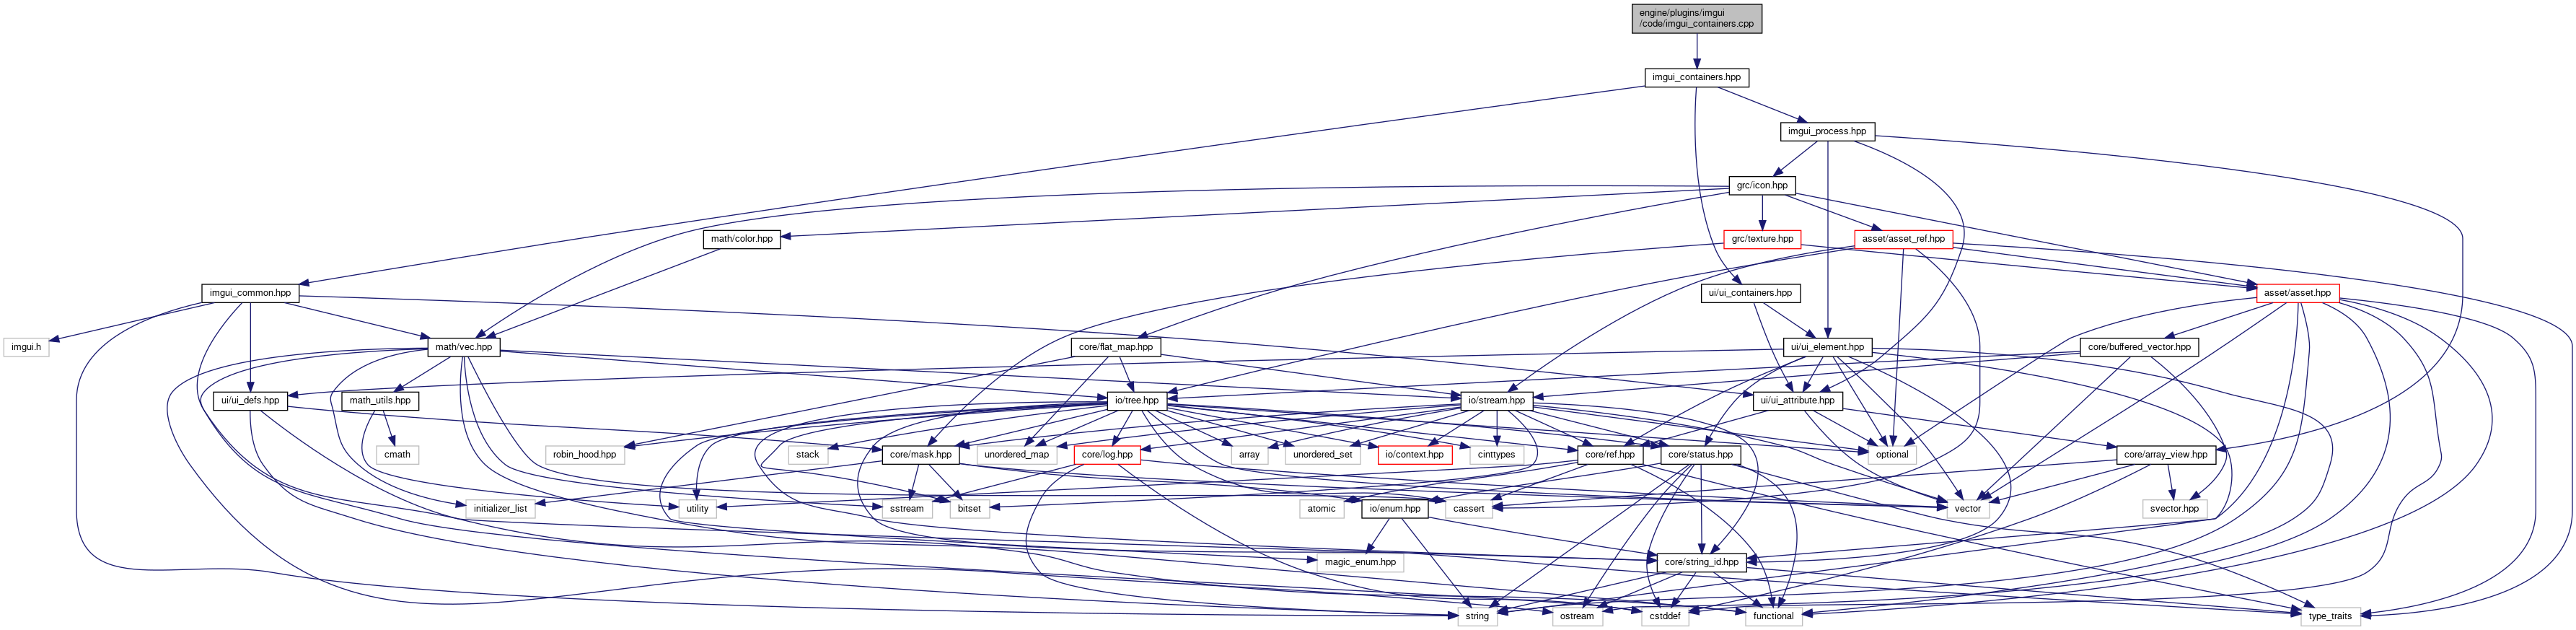 engine/plugins/imgui
/code/imgui_containers.cpp
imgui_containers.hpp
imgui_process.hpp
grc/icon.hpp
math/color.hpp
grc/texture.hpp
asset/asset_ref.hpp
imgui_common.hpp
ui/ui_containers.hpp
asset/asset.hpp
imgui.h
math/vec.hpp
core/flat_map.hpp
ui/ui_element.hpp
core/buffered_vector.hpp
ui/ui_defs.hpp
math_utils.hpp
io/tree.hpp
io/stream.hpp
ui/ui_attribute.hpp
cmath
robin_hood.hpp
stack
core/mask.hpp
unordered_map
core/log.hpp
array
unordered_set
io/context.hpp
cinttypes
core/ref.hpp
core/status.hpp
optional
core/array_view.hpp
initializer_list
utility
sstream
bitset
atomic
io/enum.hpp
cassert
vector
svector.hpp
magic_enum.hpp
core/string_id.hpp
string
ostream
cstddef
functional
type_traits